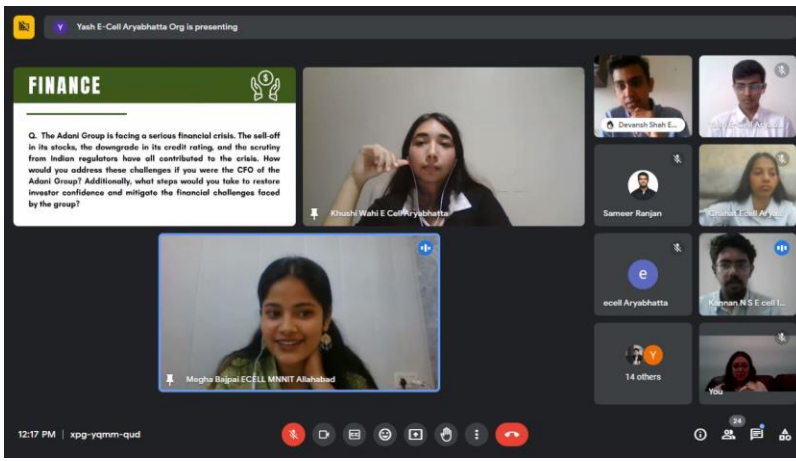 Y
Yash E-Cell Aryabhatta Org is presenting
FINANCE
$
Q. The Adani Group is facing a serious financial crisis. The sell-off
in its stocks, the downgrade in its credit rating, and the scrutiny
from Indian regulators have all contributed to the crisis. How
would you address these challenges if you were the CFO of the
Adani Group? Additionally, what steps would you take to restore
investor confidence and mitigate the financial challenges faced
by the group?
Khushi Wahi E Cell Aryabhatta
Devansh Shah E...
Sameer Ranjan
Megha Bajpai ECELL MNNIT Allahabad
e
ecell Aryabhatta
Kannan N S E cell I...
Y
14 others
You
12:17 PM | xpg-yqmm-qud
24